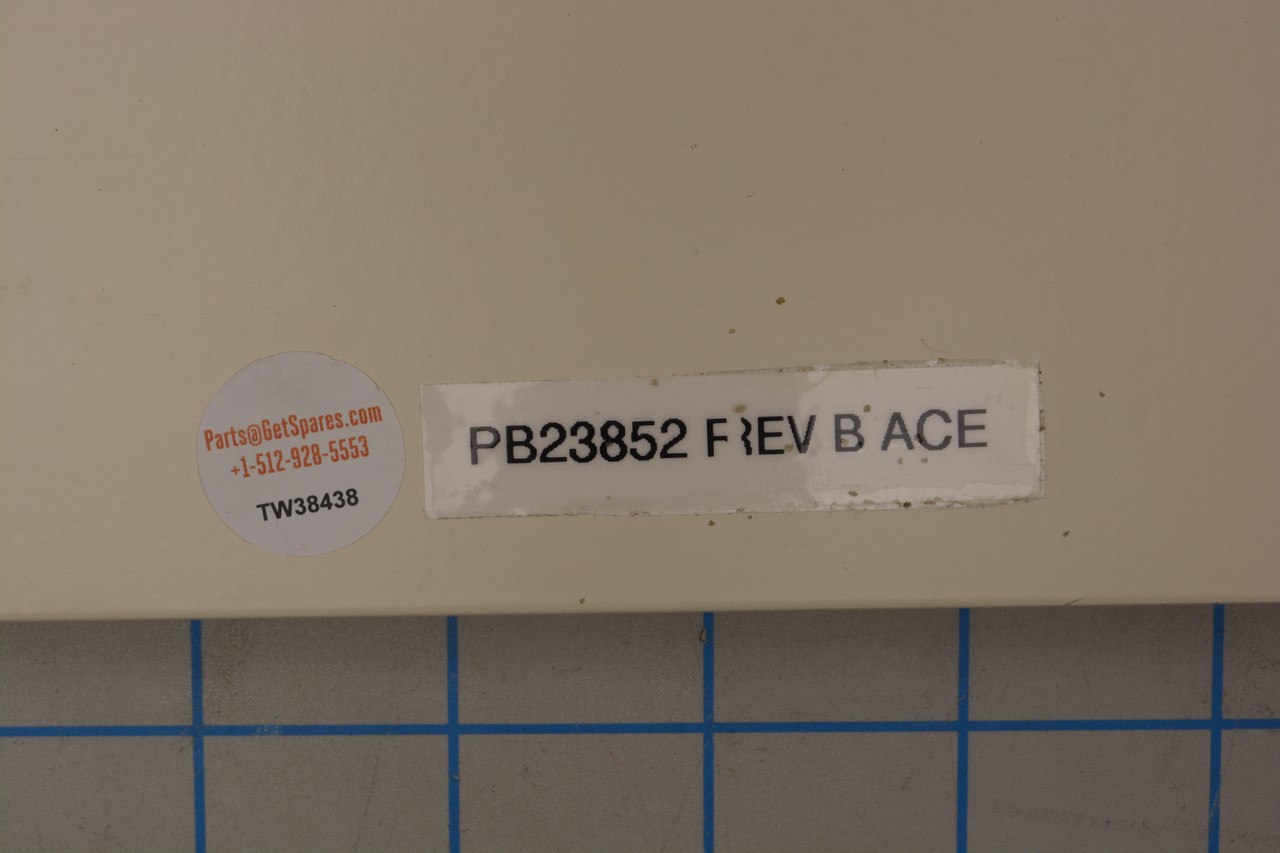 Parts@GetSpares.com
+1-512-928-5553
TW38438
PB23852 REV B ACE